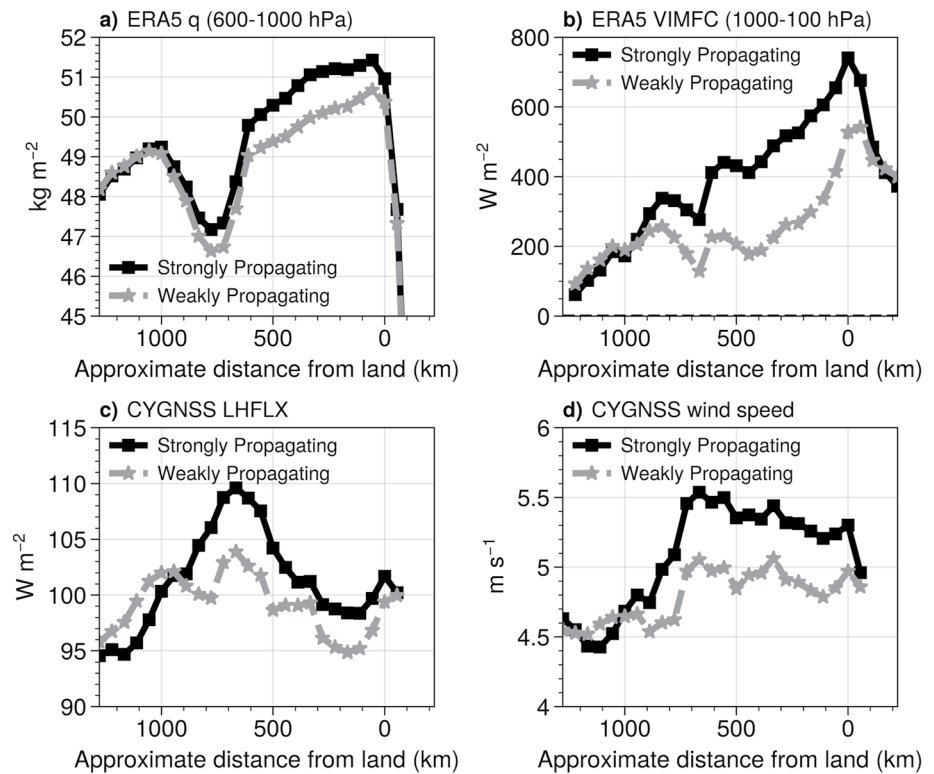 a) ERA5 q (600-1000 hPa)
52
51
50
49
48
47
46
45
kg m⁻²
Strongly Propagating
Weakly Propagating
1000 500 0
Approximate distance from land (km)
b) ERA5 VIMFC (1000-100 hPa)
800
600
400
200
0
W m⁻²
Strongly Propagating
Weakly Propagating
1000 500 0
Approximate distance from land (km)
c) CYGNSS LHFLX
115
110
105
100
95
90
W m⁻²
Strongly Propagating
Weakly Propagating
1000 500 0
Approximate distance from land (km)
d) CYGNSS wind speed
6
5.5
5
4.5
4
m s⁻¹
Strongly Propagating
Weakly Propagating
1000 500 0
Approximate distance from land (km)